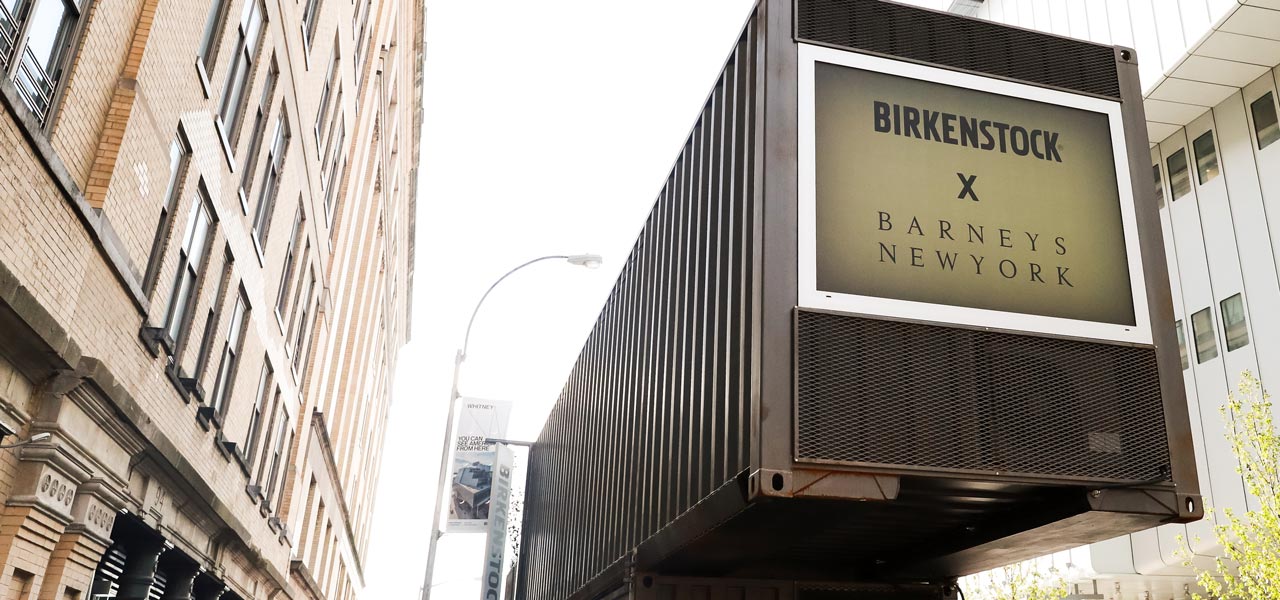 BIRKENSTOCK
X
BARNEYS
NEWYORK
WHITNEY
YOU CAN
SEE AMERICA
FROM HERE
BIRKENSTOCK